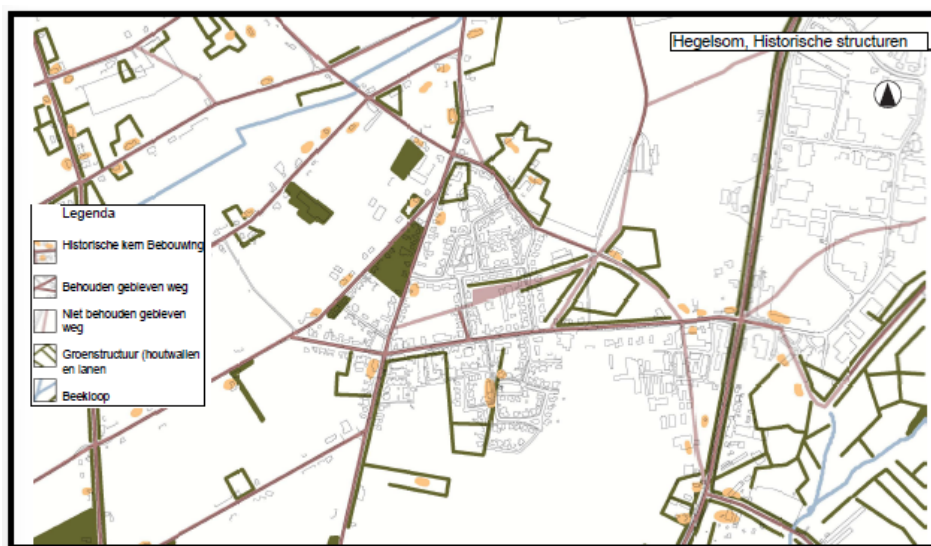 Hegelsom, Historische structuren
Legenda
Historische kern Bebouwing
Behouden gebleven weg
Niet behouden gebleven
weg
Groenstructuur (houtwallen
en lanen
Beekloop